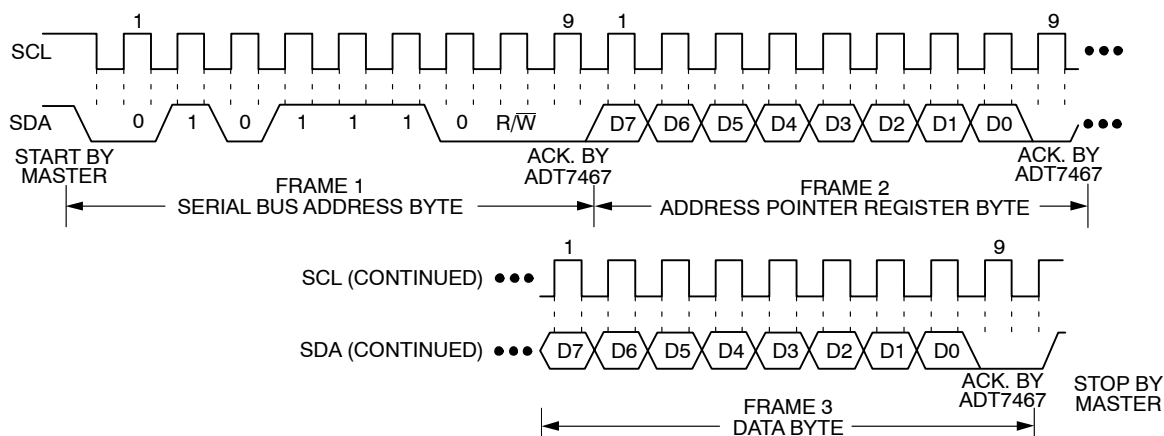 1 9 1 9
SCL
SDA 0 1 0 1 1 1 0 R/W̅ D7 D6 D5 D4 D3 D2 D1 D0
START BY MASTER
ACK. BY ADT7467
ACK. BY ADT7467
FRAME 1
SERIAL BUS ADDRESS BYTE
FRAME 2
ADDRESS POINTER REGISTER BYTE
1 9
SCL (CONTINUED)
SDA (CONTINUED) D7 D6 D5 D4 D3 D2 D1 D0
ACK. BY ADT7467
STOP BY MASTER
FRAME 3
DATA BYTE